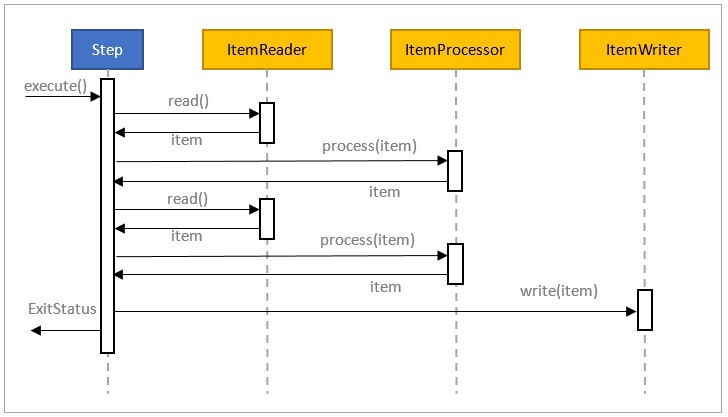 Step
ItemReader
ItemProcessor
ItemWriter
execute()
read()
item
process(item)
item
read()
item
process(item)
item
write(item)
ExitStatus